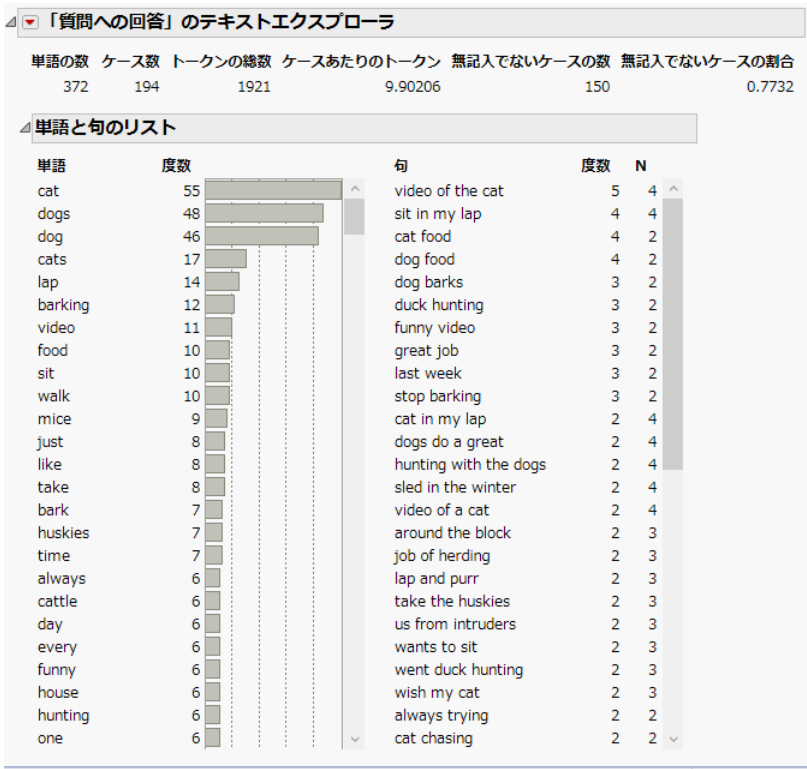 「質問への回答」のテキストエクスプローラ
単語の数 ケース数 トークンの総数 ケースあたりのトークン 無記入でないケースの数 無記入でないケースの割合
372 194 1921 9.90206 150 0.7732
単語と句のリスト
単語 度数 句 度数 N
cat 55 video of the cat 5 4
dogs 48 sit in my lap 4 4
dog 46 cat food 4 2
cats 17 dog food 4 2
lap 14 dog barks 3 2
barking 12 duck hunting 3 2
video 11 funny video 3 2
food 10 great job 3 2
sit 10 last week 3 2
walk 10 stop barking 3 2
mice 9 cat in my lap 2 4
just 8 dogs do a great 2 4
like 8 hunting with the dogs 2 4
take 8 sled in the winter 2 4
bark 7 video of a cat 2 4
huskies 7 around the block 2 3
time 7 job of herding 2 3
always 6 lap and purr 2 3
cattle 6 take the huskies 2 3
day 6 us from intruders 2 3
every 6 wants to sit 2 3
funny 6 went duck hunting 2 3
house 6 wish my cat 2 3
hunting 6 always trying 2 2
one 6 cat chasing 2 2